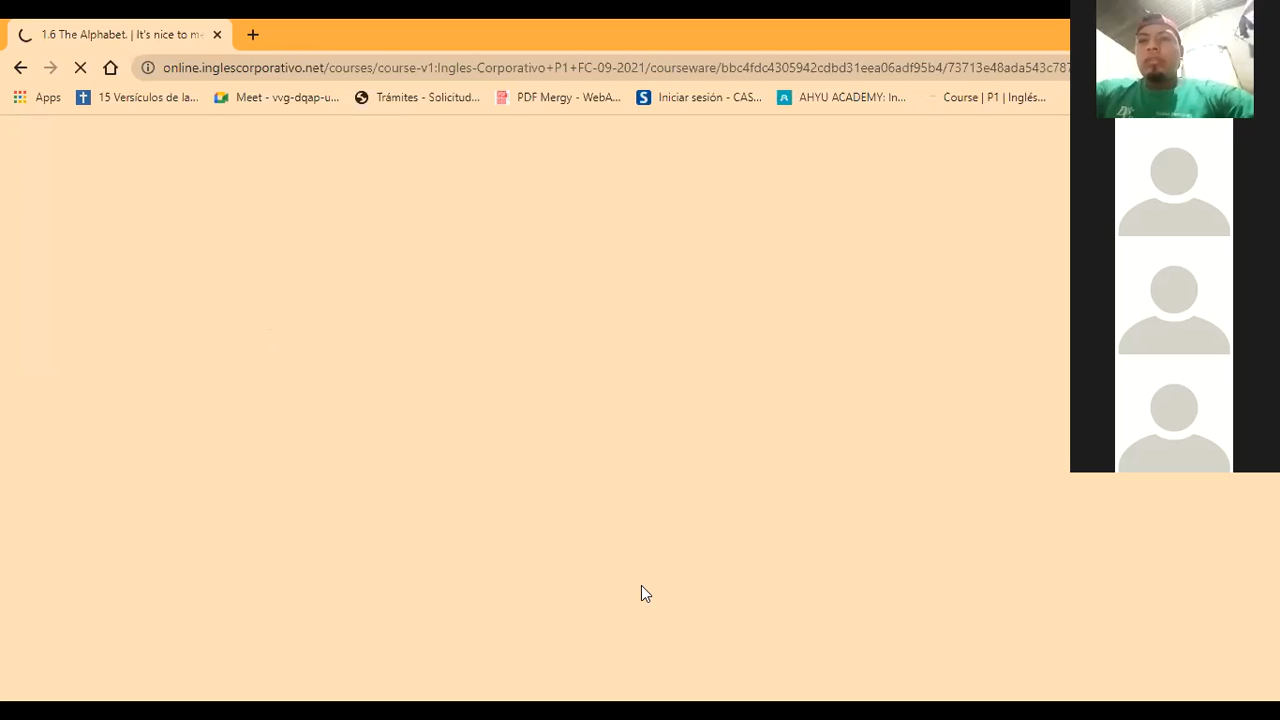 1.6 The Alphabet. | It's nice to me
online.inglescorporativo.net/courses/course-v1:Ingles-Corporativo+P1+FC-09-2021/courseware/bbc4fdc4305942cdbd31eea06adf95b4/73713e48ada543c787
Apps 15 Versículos de la... Meet - vvg-dqap-u... Trámites - Solicitud... PDF Mergy - WebA... Iniciar sesión - CAS... AHYU ACADEMY: In... Course | P1 | Inglés...